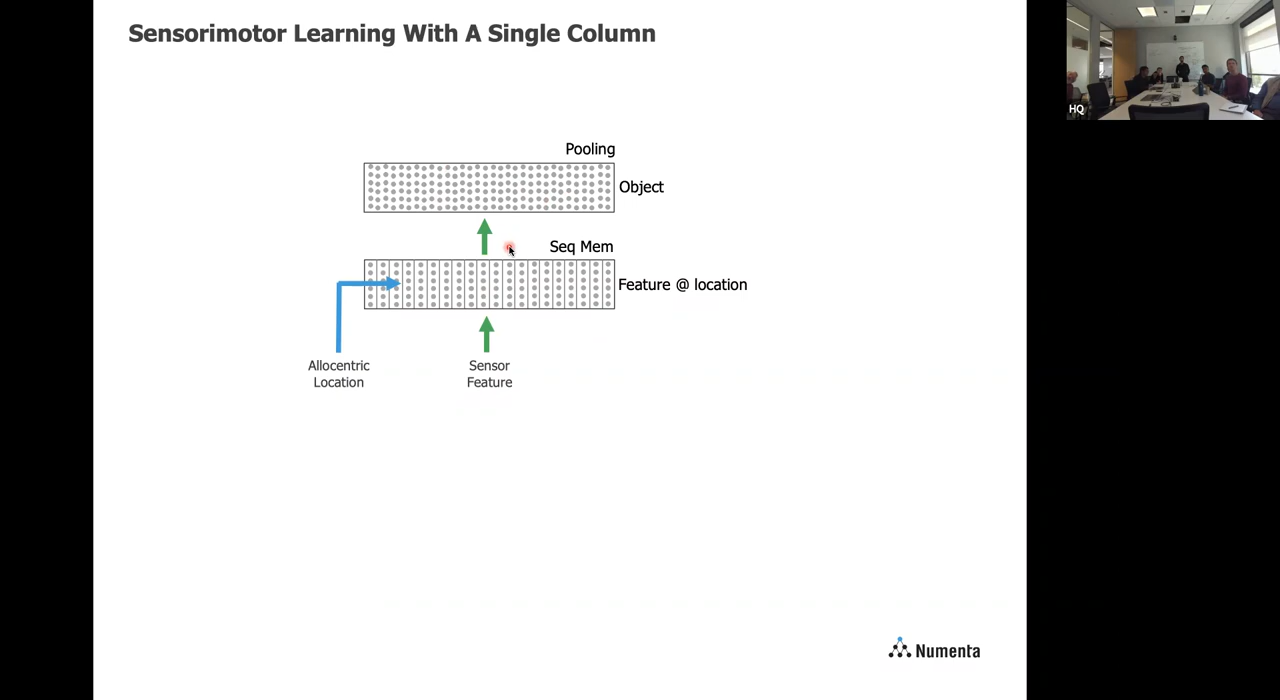 Sensorimotor Learning With A Single Column
HQ
Pooling
Object
Seq Mem
Feature @ location
Allocentric
Location
Sensor
Feature
Numenta